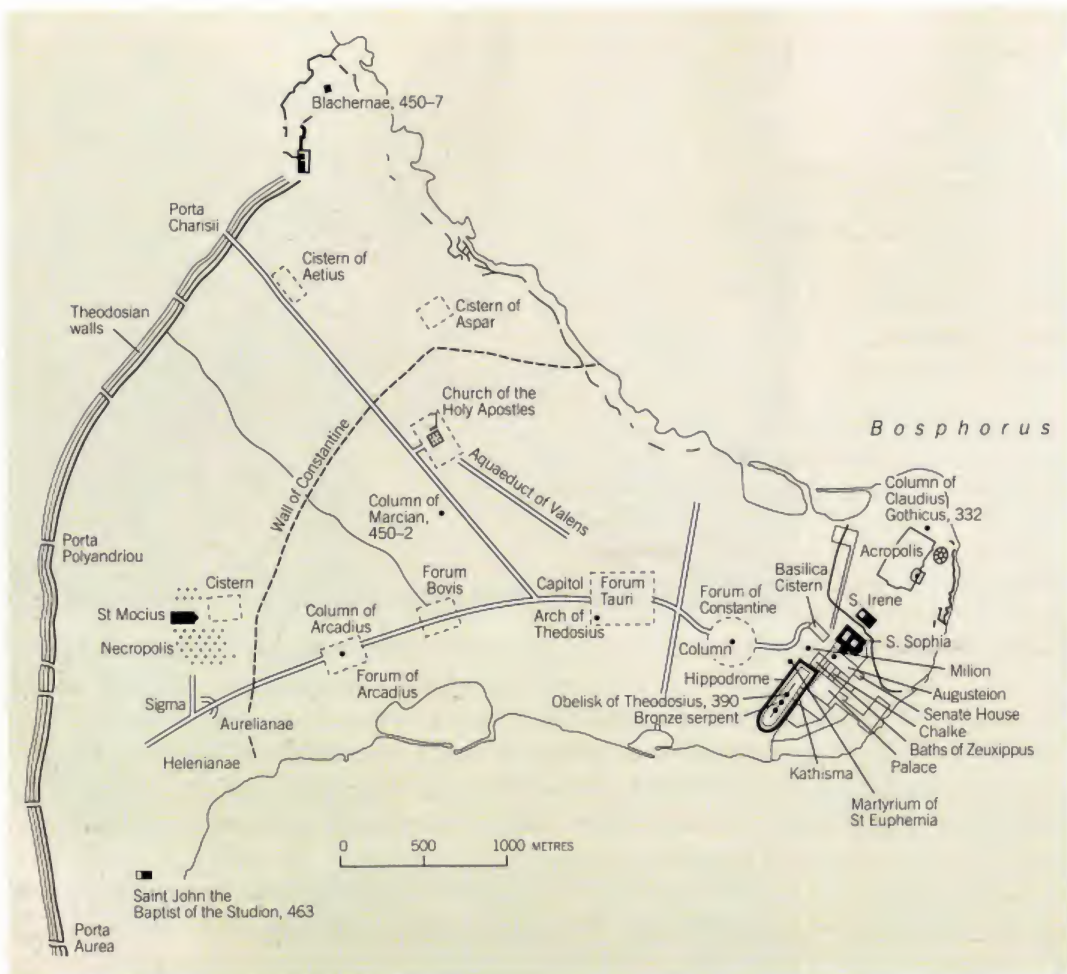 Blachernae, 450–7
Porta
Charisii
Cistern of
Aetius
Theodosian
walls
Cistern of
Aspar
Church of the
Holy Apostles
Wall of Constantine
Aquaeduct of Valens
Column of
Marcian,
450–2
Bosphorus
Column of
Claudius
Gothicus, 332
Acropolis
Porta
Polyandriou
Cistern
St Mocius
Necropolis
Column of
Arcadius
Forum
Bovis
Capitol
Forum
Tauri
Arch of
Thedosius
Forum of
Constantine
Column
Basilica
Cistern
S. Irene
S. Sophia
Milion
Augusteion
Senate House
Chalke
Baths of Zeuxippus
Palace
Hippodrome
Obelisk of Theodosius, 390
Bronze serpent
Kathisma
Martyrium of
St Euphemia
Forum of
Arcadius
Sigma
Aurelianae
Helenianae
0 500 1000 METRES
Saint John the
Baptist of the Studion, 463
Porta
Aurea